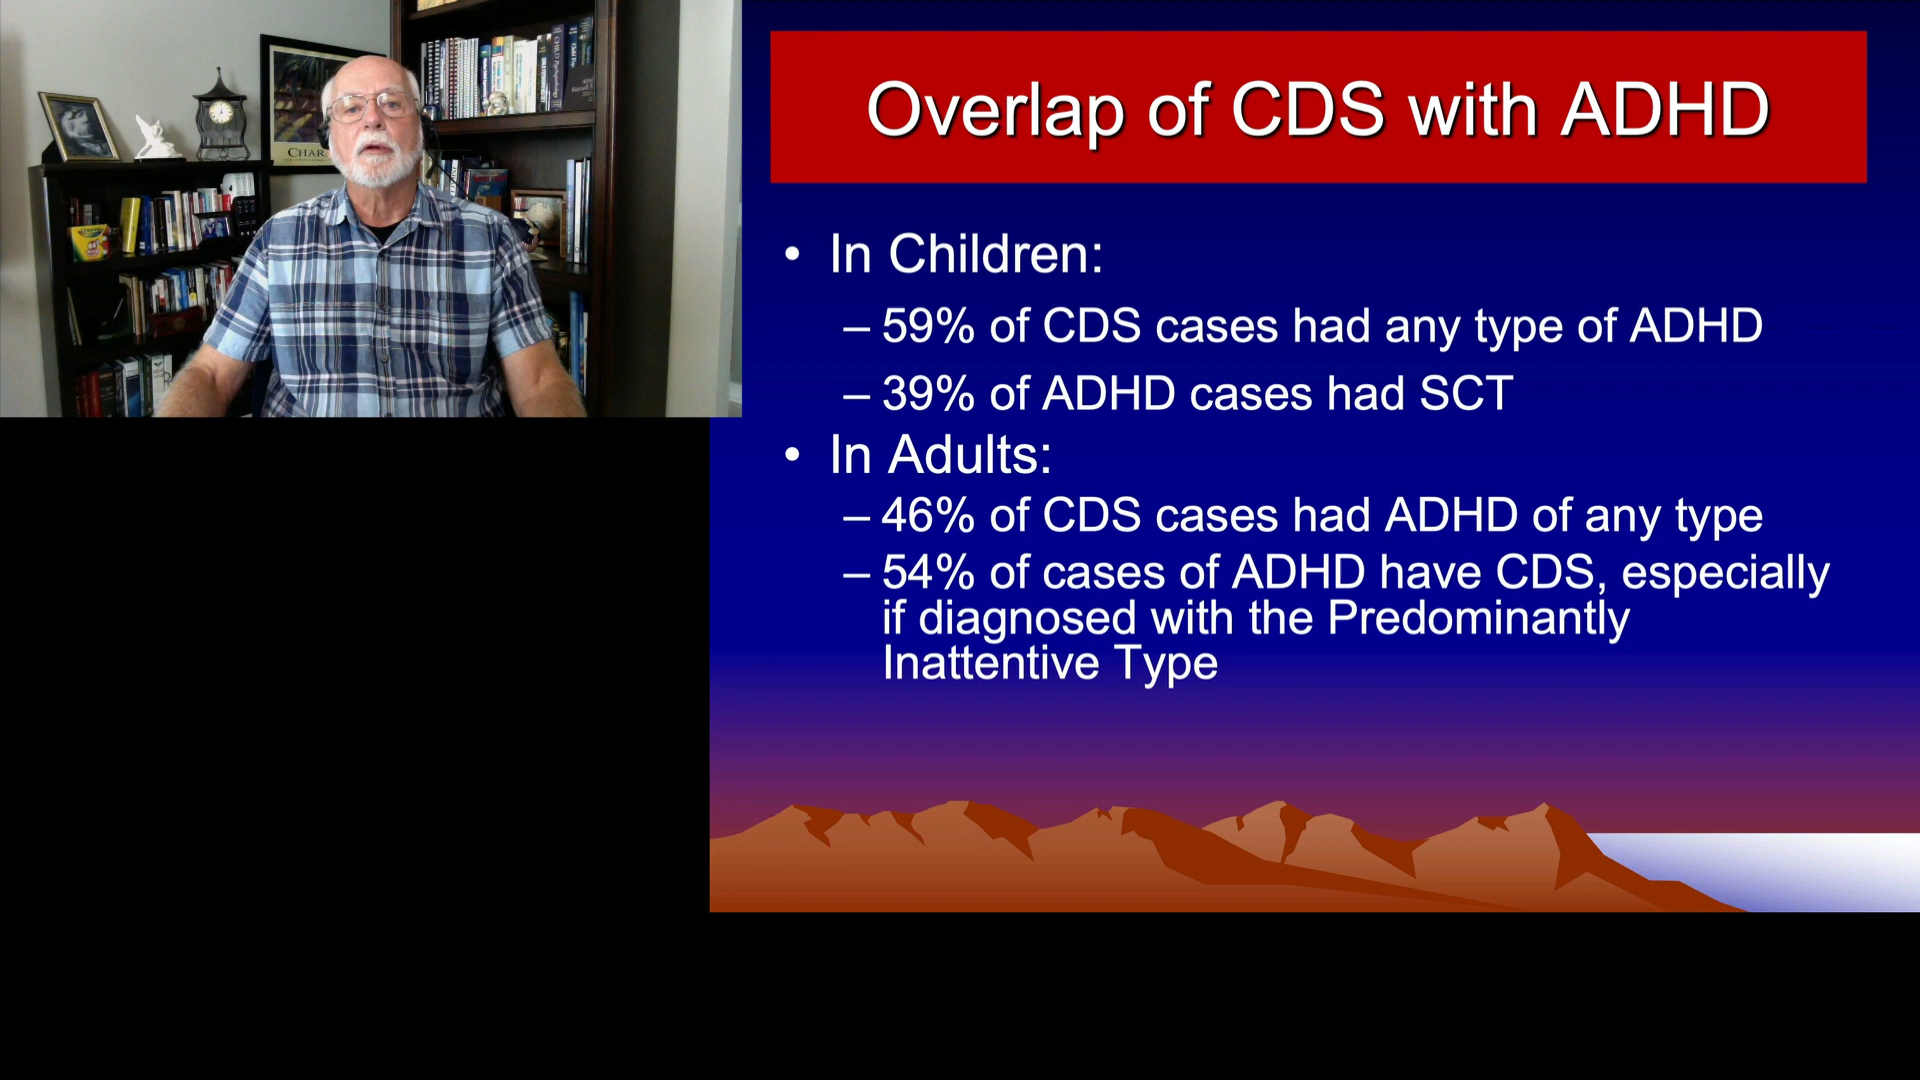 Overlap of CDS with ADHD
• In Children:
– 59% of CDS cases had any type of ADHD
– 39% of ADHD cases had SCT
• In Adults:
– 46% of CDS cases had ADHD of any type
– 54% of cases of ADHD have CDS, especially
if diagnosed with the Predominantly
Inattentive Type
CHAR